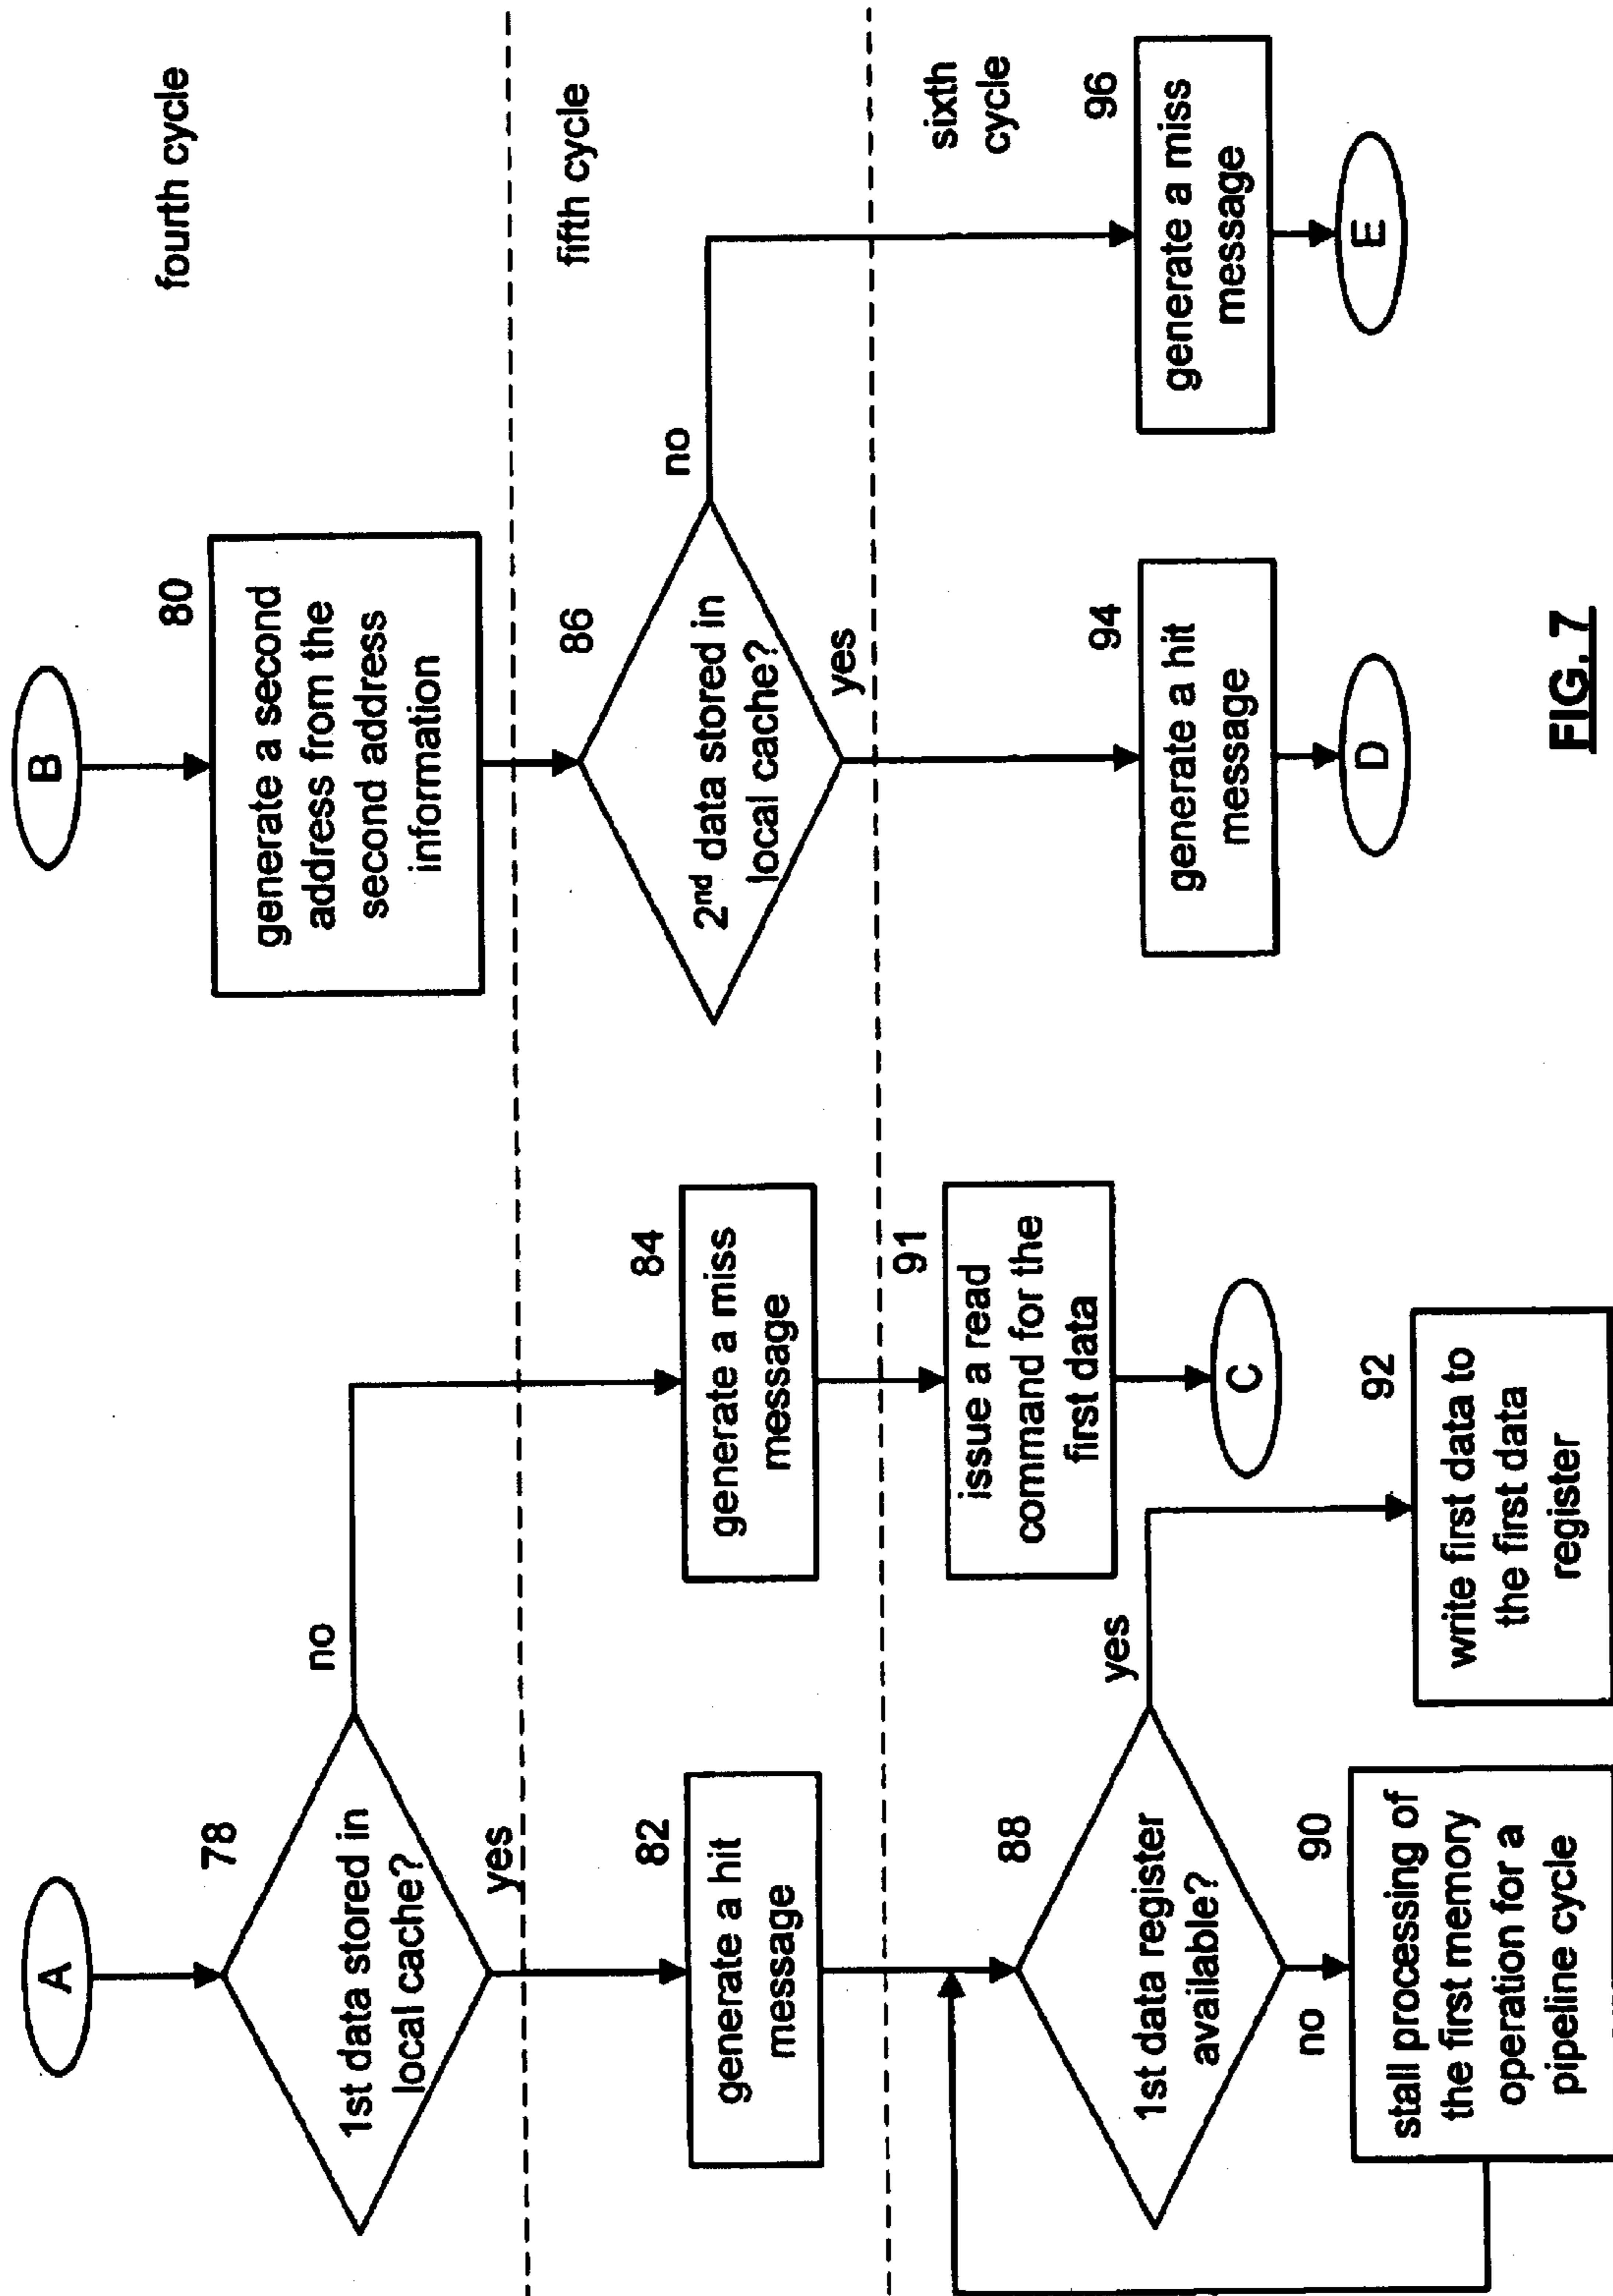 A
78
1st data stored in
local cache?
no
yes
B
80
generate a second
address from the
second address
information
fourth cycle
82
generate a hit
message
84
generate a miss
message
86
2nd data stored in
local cache?
no
yes
fifth cycle
88
1st data register
available?
yes
no
90
stall processing of
the first memory
operation for a
pipeline cycle
91
issue a read
command for the
first data
C
92
write first data to
the first data
register
94
generate a hit
message
D
sixth
cycle
96
generate a miss
message
E
FIG. 7